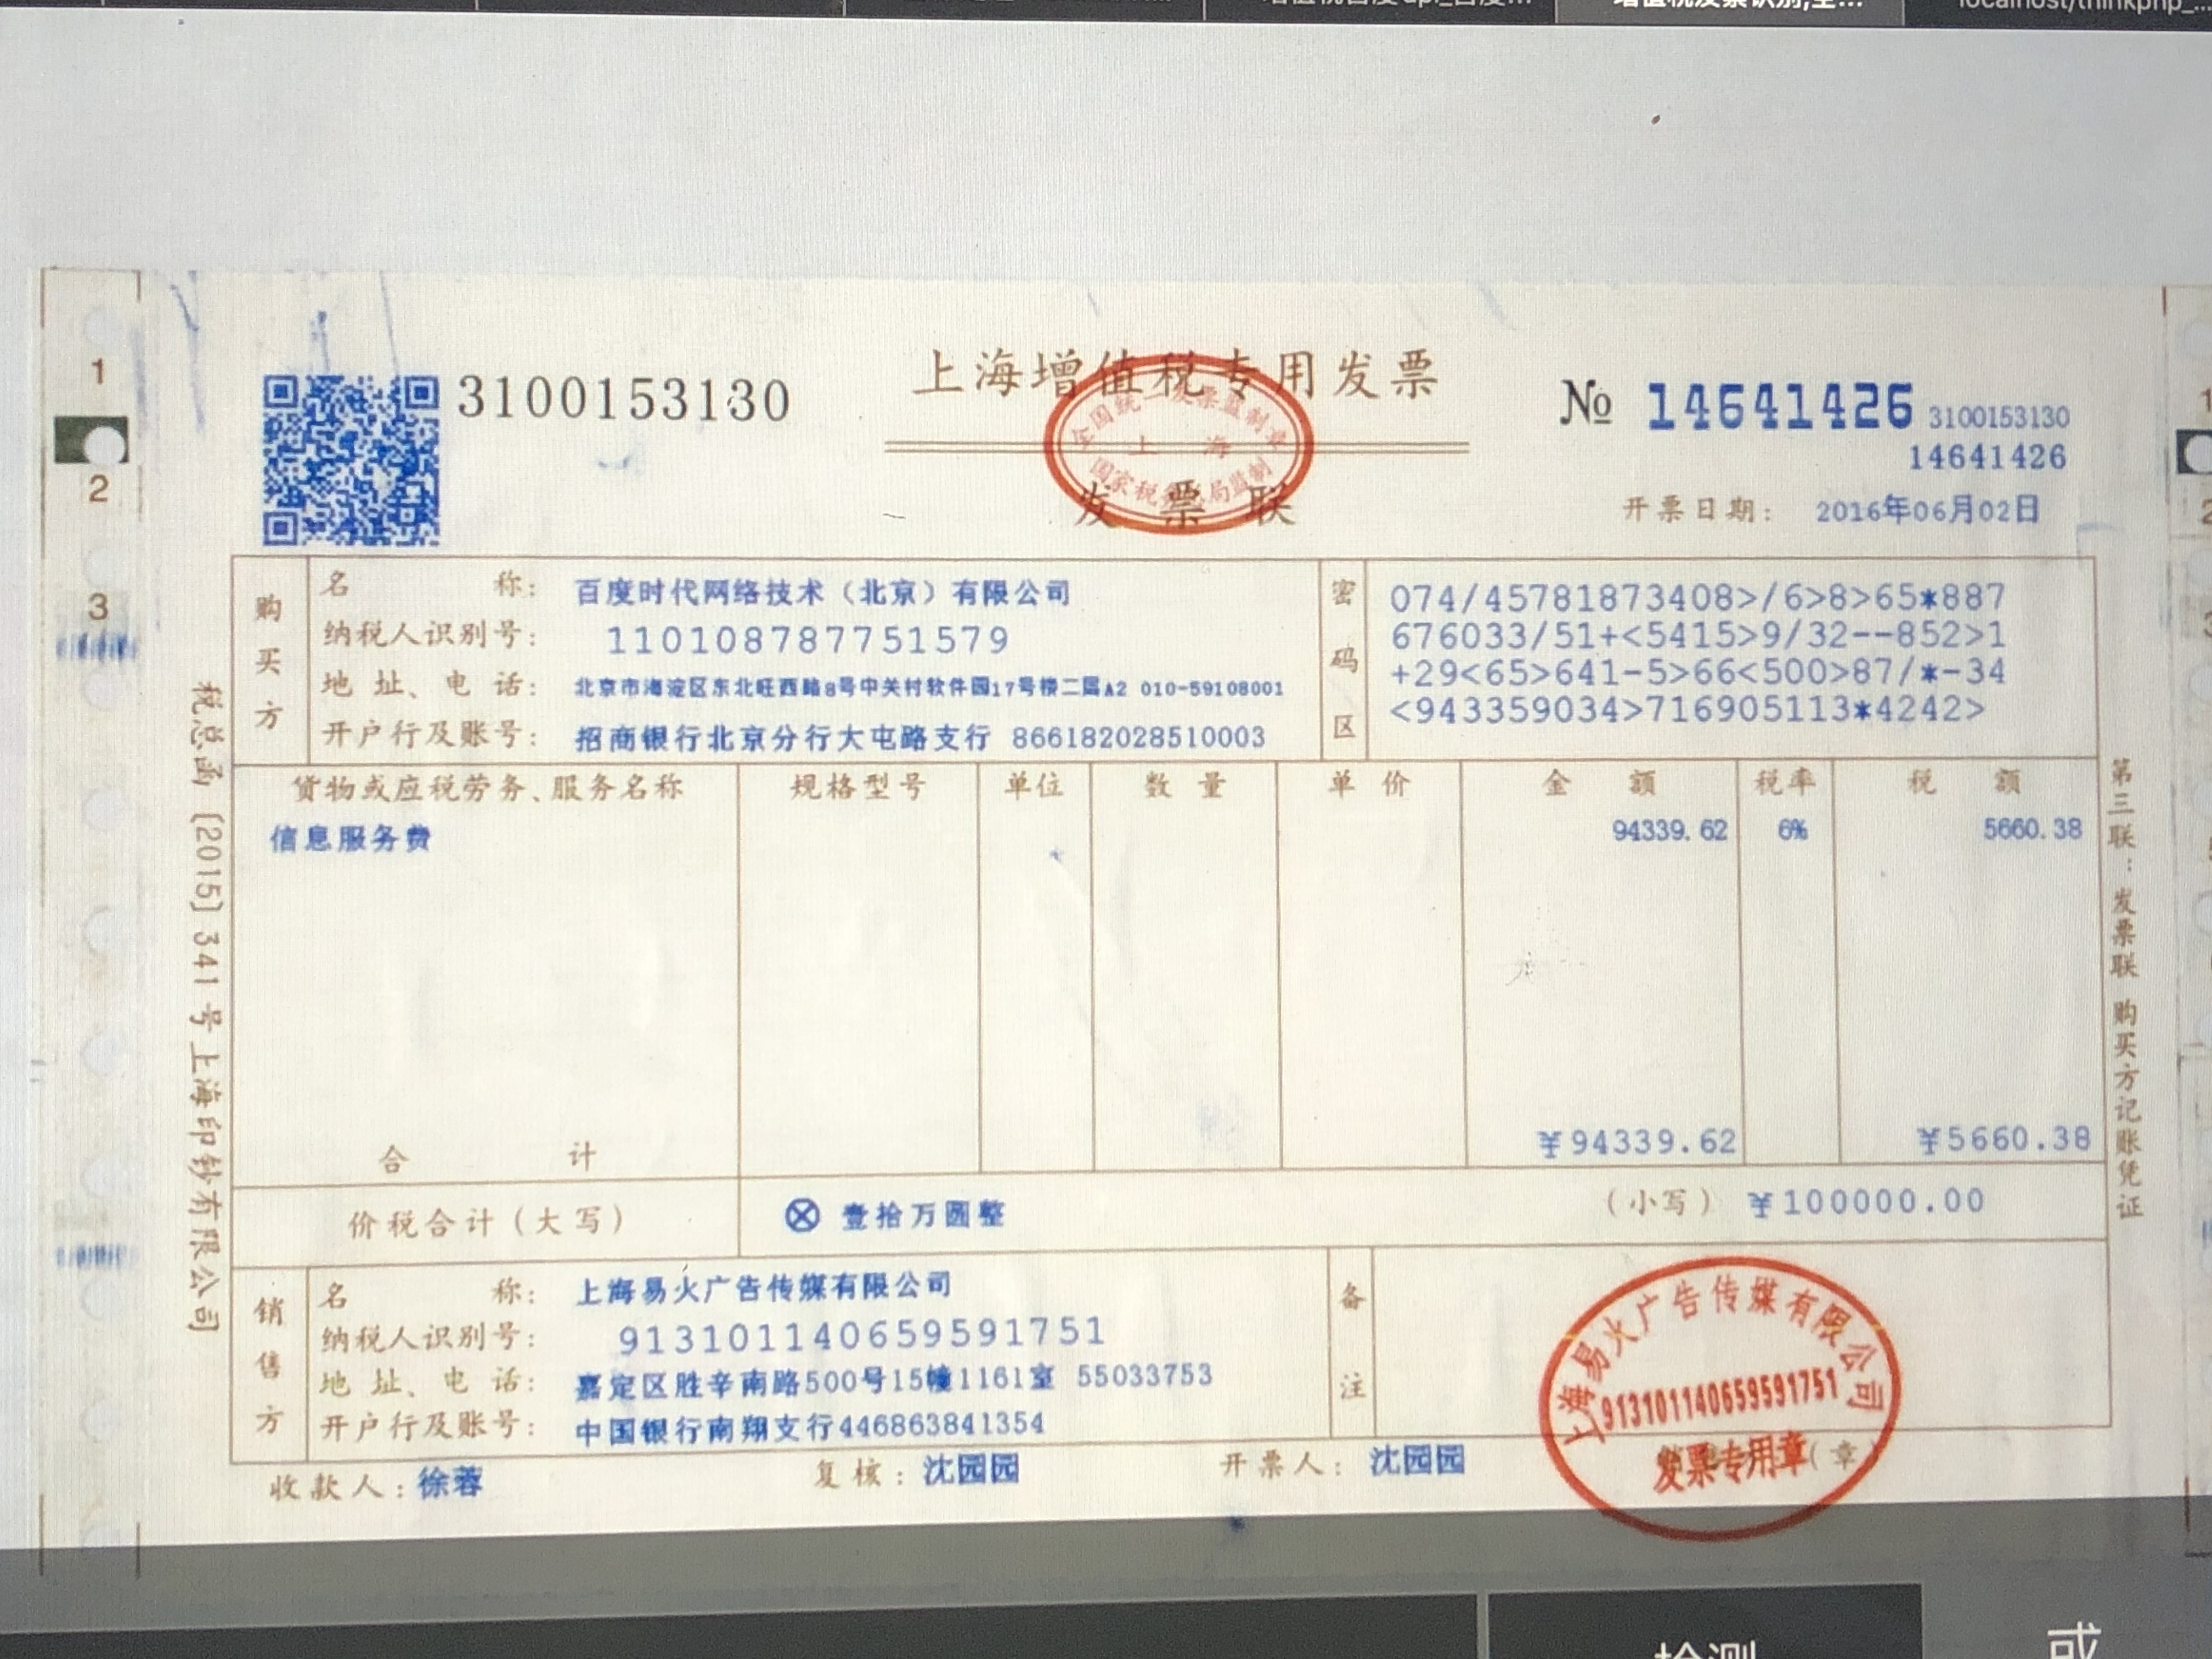 localhost/thinkphp_...
1
2
3
3100153130
上海增值税专用发票
全国统一发票监制章
上海
国家税务总局监制
发票联
№ 14641426 3100153130
14641426
开票日期: 2016年06月02日
购买方
名称: 百度时代网络技术（北京）有限公司
纳税人识别号: 110108787751579
地址、电话: 北京市海淀区东北旺西路8号中关村软件园17号楼二层A2 010-59108001
开户行及账号: 招商银行北京分行大屯路支行 866182028510003
密码区
074/45781873408>/6>8>65*887
676033/51+<5415>9/32--852>1
+29<65>641-5>66<500>87/*-34
<943359034>716905113*4242>
货物或应税劳务、服务名称 规格型号 单位 数量 单价 金额 税率 税额
信息服务费 94339.62 6% 5660.38
合计 ¥94339.62 ¥5660.38
价税合计(大写) ⊗ 壹拾万圆整 (小写) ¥100000.00
销售方
名称: 上海易火广告传媒有限公司
纳税人识别号: 913101140659591751
地址、电话: 嘉定区胜辛南路500号15幢1161室 55033753
开户行及账号: 中国银行南翔支行446863841354
备注
上海易火广告传媒有限公司
913101140659591751
发票专用章
收款人: 徐蓉 复核: 沈园园 开票人: 沈园园 (章)
税总函〔2015〕341号上海印钞有限公司
第三联:发票联 购买方记账凭证
检测
或